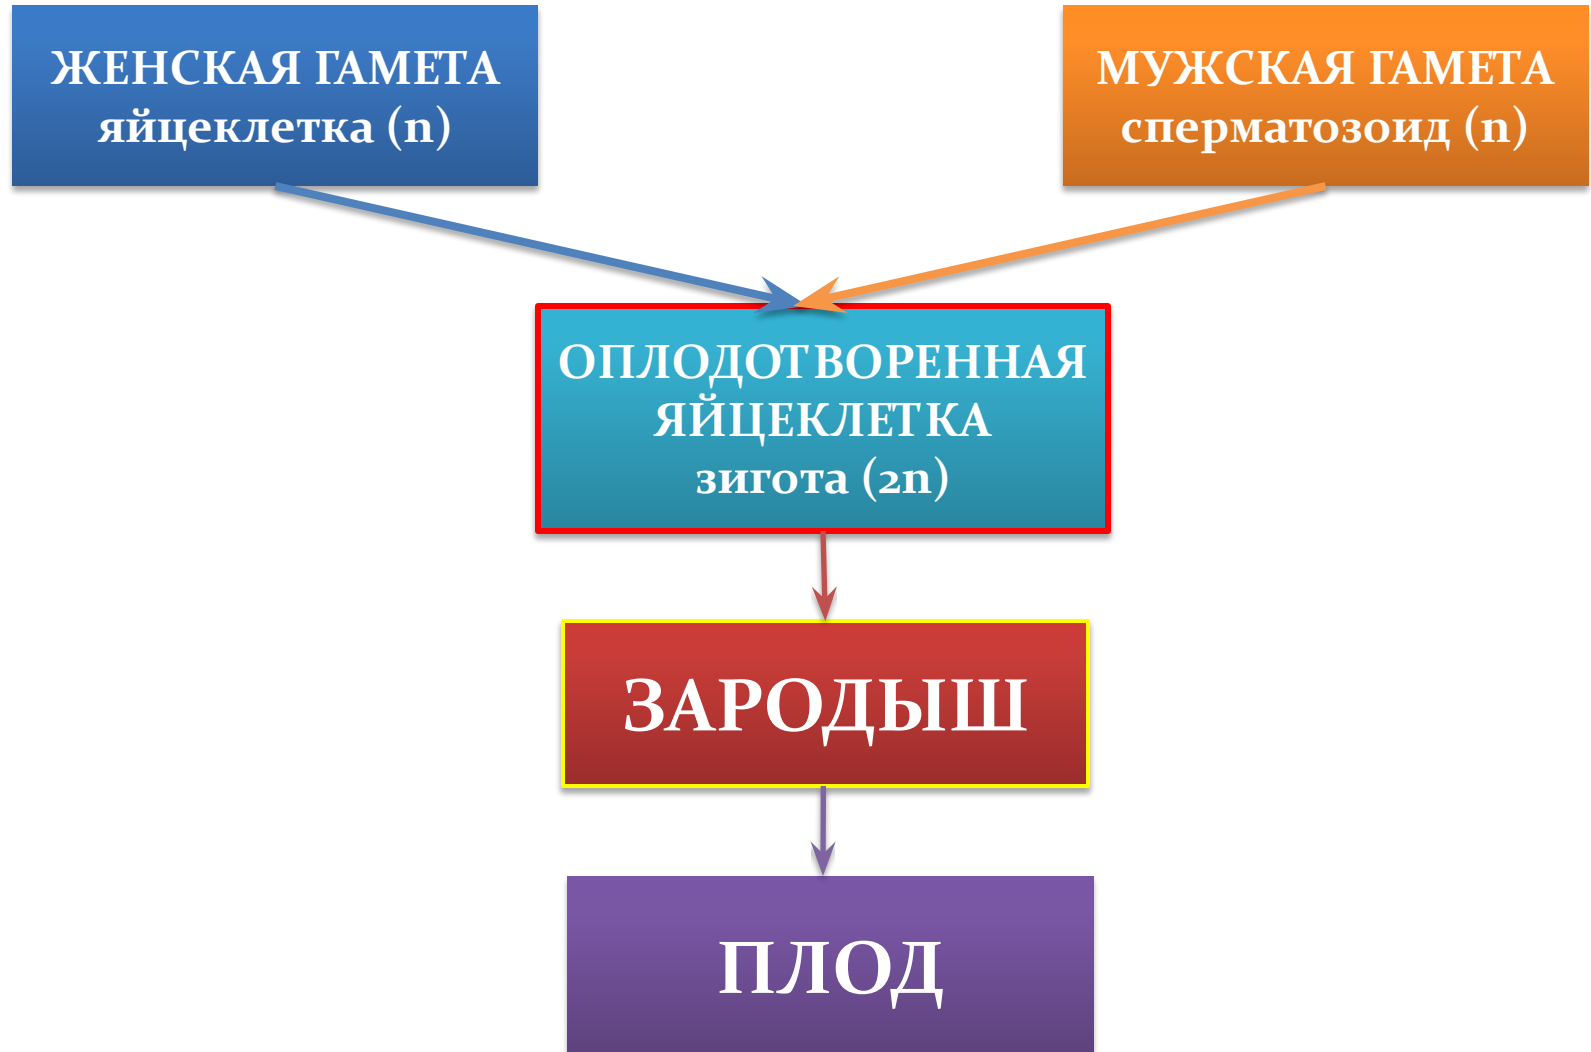 ЖЕНСКАЯ ГАМЕТА
яйцеклетка (n)
МУЖСКАЯ ГАМЕТА
сперматозоид (n)
ОПЛОДОТВОРЕННАЯ
ЯЙЦЕКЛЕТКА
зигота (2n)
ЗАРОДЫШ
ПЛОД